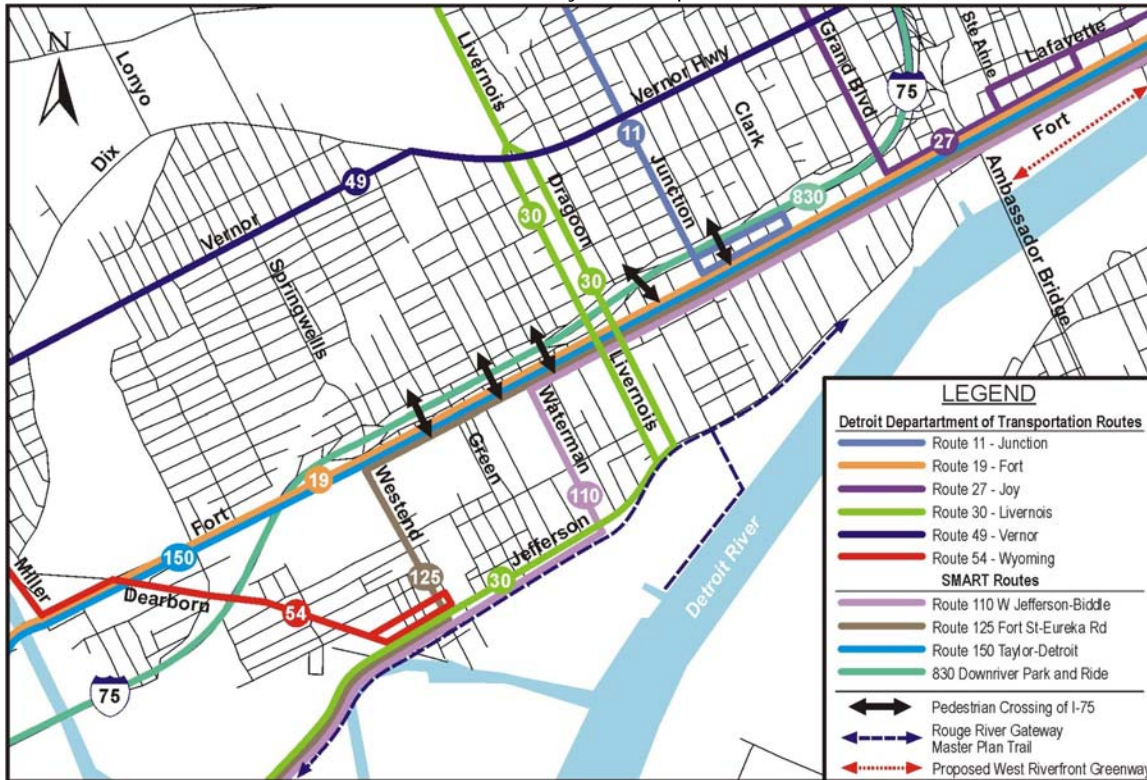 N
Lonyo
Dix
Livernois
Vernor Hwy
Grand Blvd
Ste Anne
Lafayette
75
11
Clark
Junction
27
Fort
Ambassador Bridge
49
Vernor
Dragoon
30
830
30
Springwells
Livernois
Waterman
Green
Westend
19
Fort
110
Jefferson
150
Miller
Dearborn
125
30
54
75
Detroit River
LEGEND
Detroit Departartment of Transportation Routes
Route 11 - Junction
Route 19 - Fort
Route 27 - Joy
Route 30 - Livernois
Route 49 - Vernor
Route 54 - Wyoming
SMART Routes
Route 110 W Jefferson-Biddle
Route 125 Fort St-Eureka Rd
Route 150 Taylor-Detroit
830 Downriver Park and Ride
Pedestrian Crossing of I-75
Rouge River Gateway
Master Plan Trail
Proposed West Riverfront Greenway